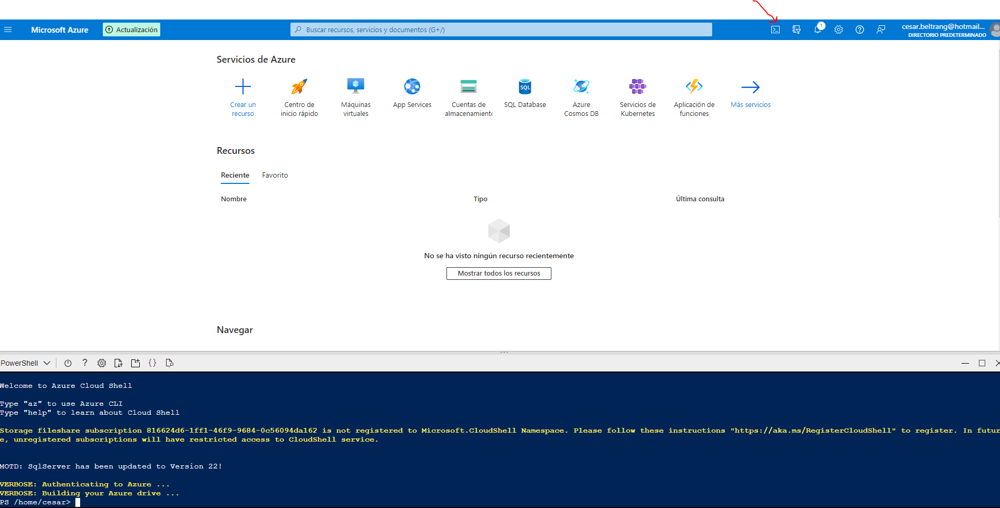 Microsoft Azure
Actualización
Buscar recursos, servicios y documentos (G+/)
1
cesar.beltrang@hotmail...
DIRECTORIO PREDETERMINADO
Servicios de Azure
Crear un
recurso
Centro de
inicio rápido
Máquinas
virtuales
App Services
Cuentas de
almacenamiento
SQL
SQL Database
Azure
Cosmos DB
Servicios de
Kubernetes
Aplicación de
funciones
Más servicios
Recursos
Reciente
Favorito
Nombre
Tipo
Última consulta
No se ha visto ningún recurso recientemente
Mostrar todos los recursos
Navegar
PowerShell
Welcome to Azure Cloud Shell
Type "az" to use Azure CLI
Type "help" to learn about Cloud Shell
Storage fileshare subscription 816624d6-1ff1-46f9-9684-0c56094da162 is not registered to Microsoft.CloudShell Namespace. Please follow these instructions "https://aka.ms/RegisterCloudShell" to register. In futur
e, unregistered subscriptions will have restricted access to CloudShell service.
MOTD: SqlServer has been updated to Version 22!
VERBOSE: Authenticating to Azure ...
VERBOSE: Building your Azure drive ...
PS /home/cesar>